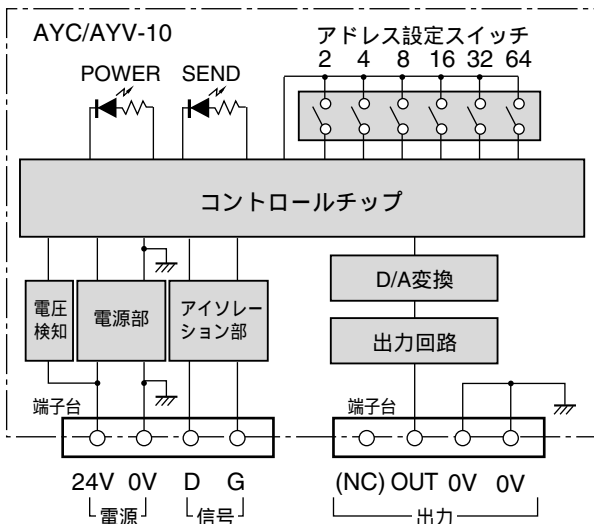 AYC/AYV-10
アドレス設定スイッチ
2 4 8 16 32 64
POWER SEND
コントロールチップ
電圧
検知
電源部
アイソレー
ション部
D/A変換
出力回路
端子台
端子台
24V 0V D G
(NC) OUT 0V 0V
電源
信号
出力